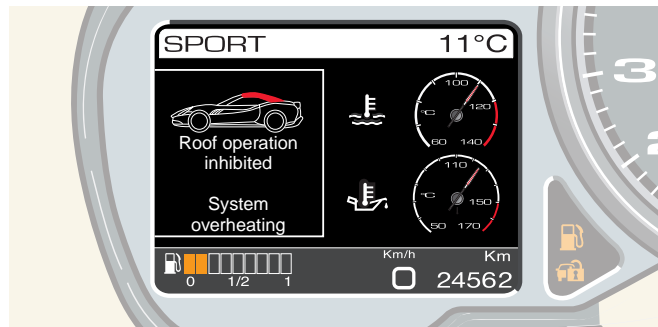 SPORT 11°C
Roof operation
inhibited
System
overheating
100
120
°C
60 140
110
°C
150
50 170
0 1/2 1
Km/h
0
Km
24562
3